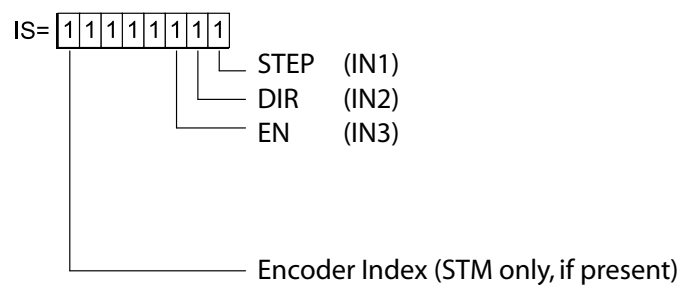 IS= 1 1 1 1 1 1 1 1
STEP (IN1)
DIR (IN2)
EN (IN3)
Encoder Index (STM only, if present)